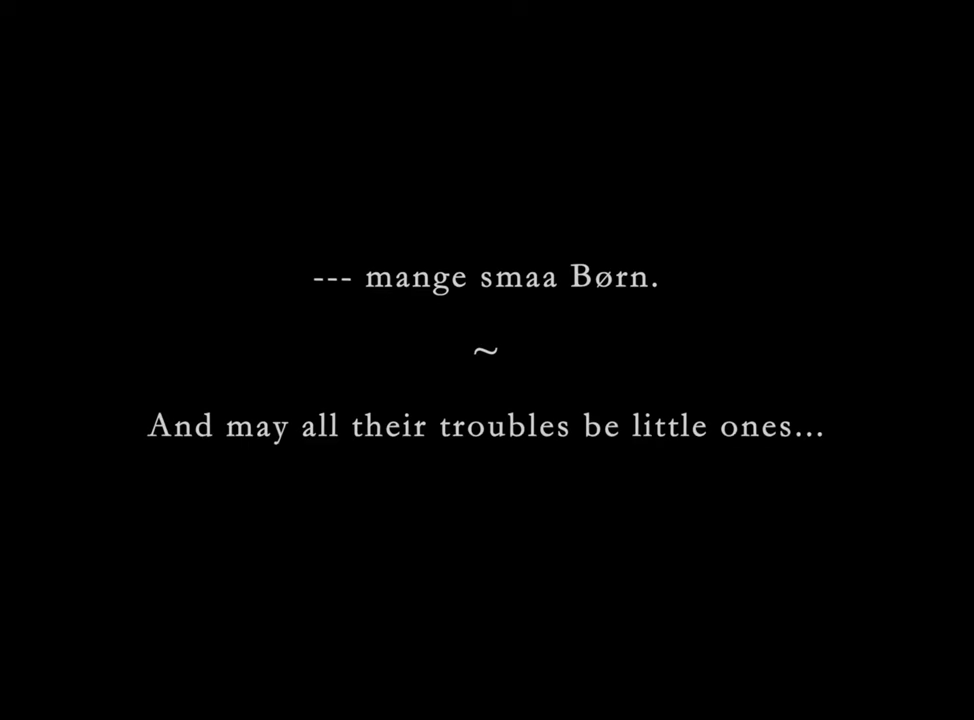 --- mange smaa Børn.
~
And may all their troubles be little ones...